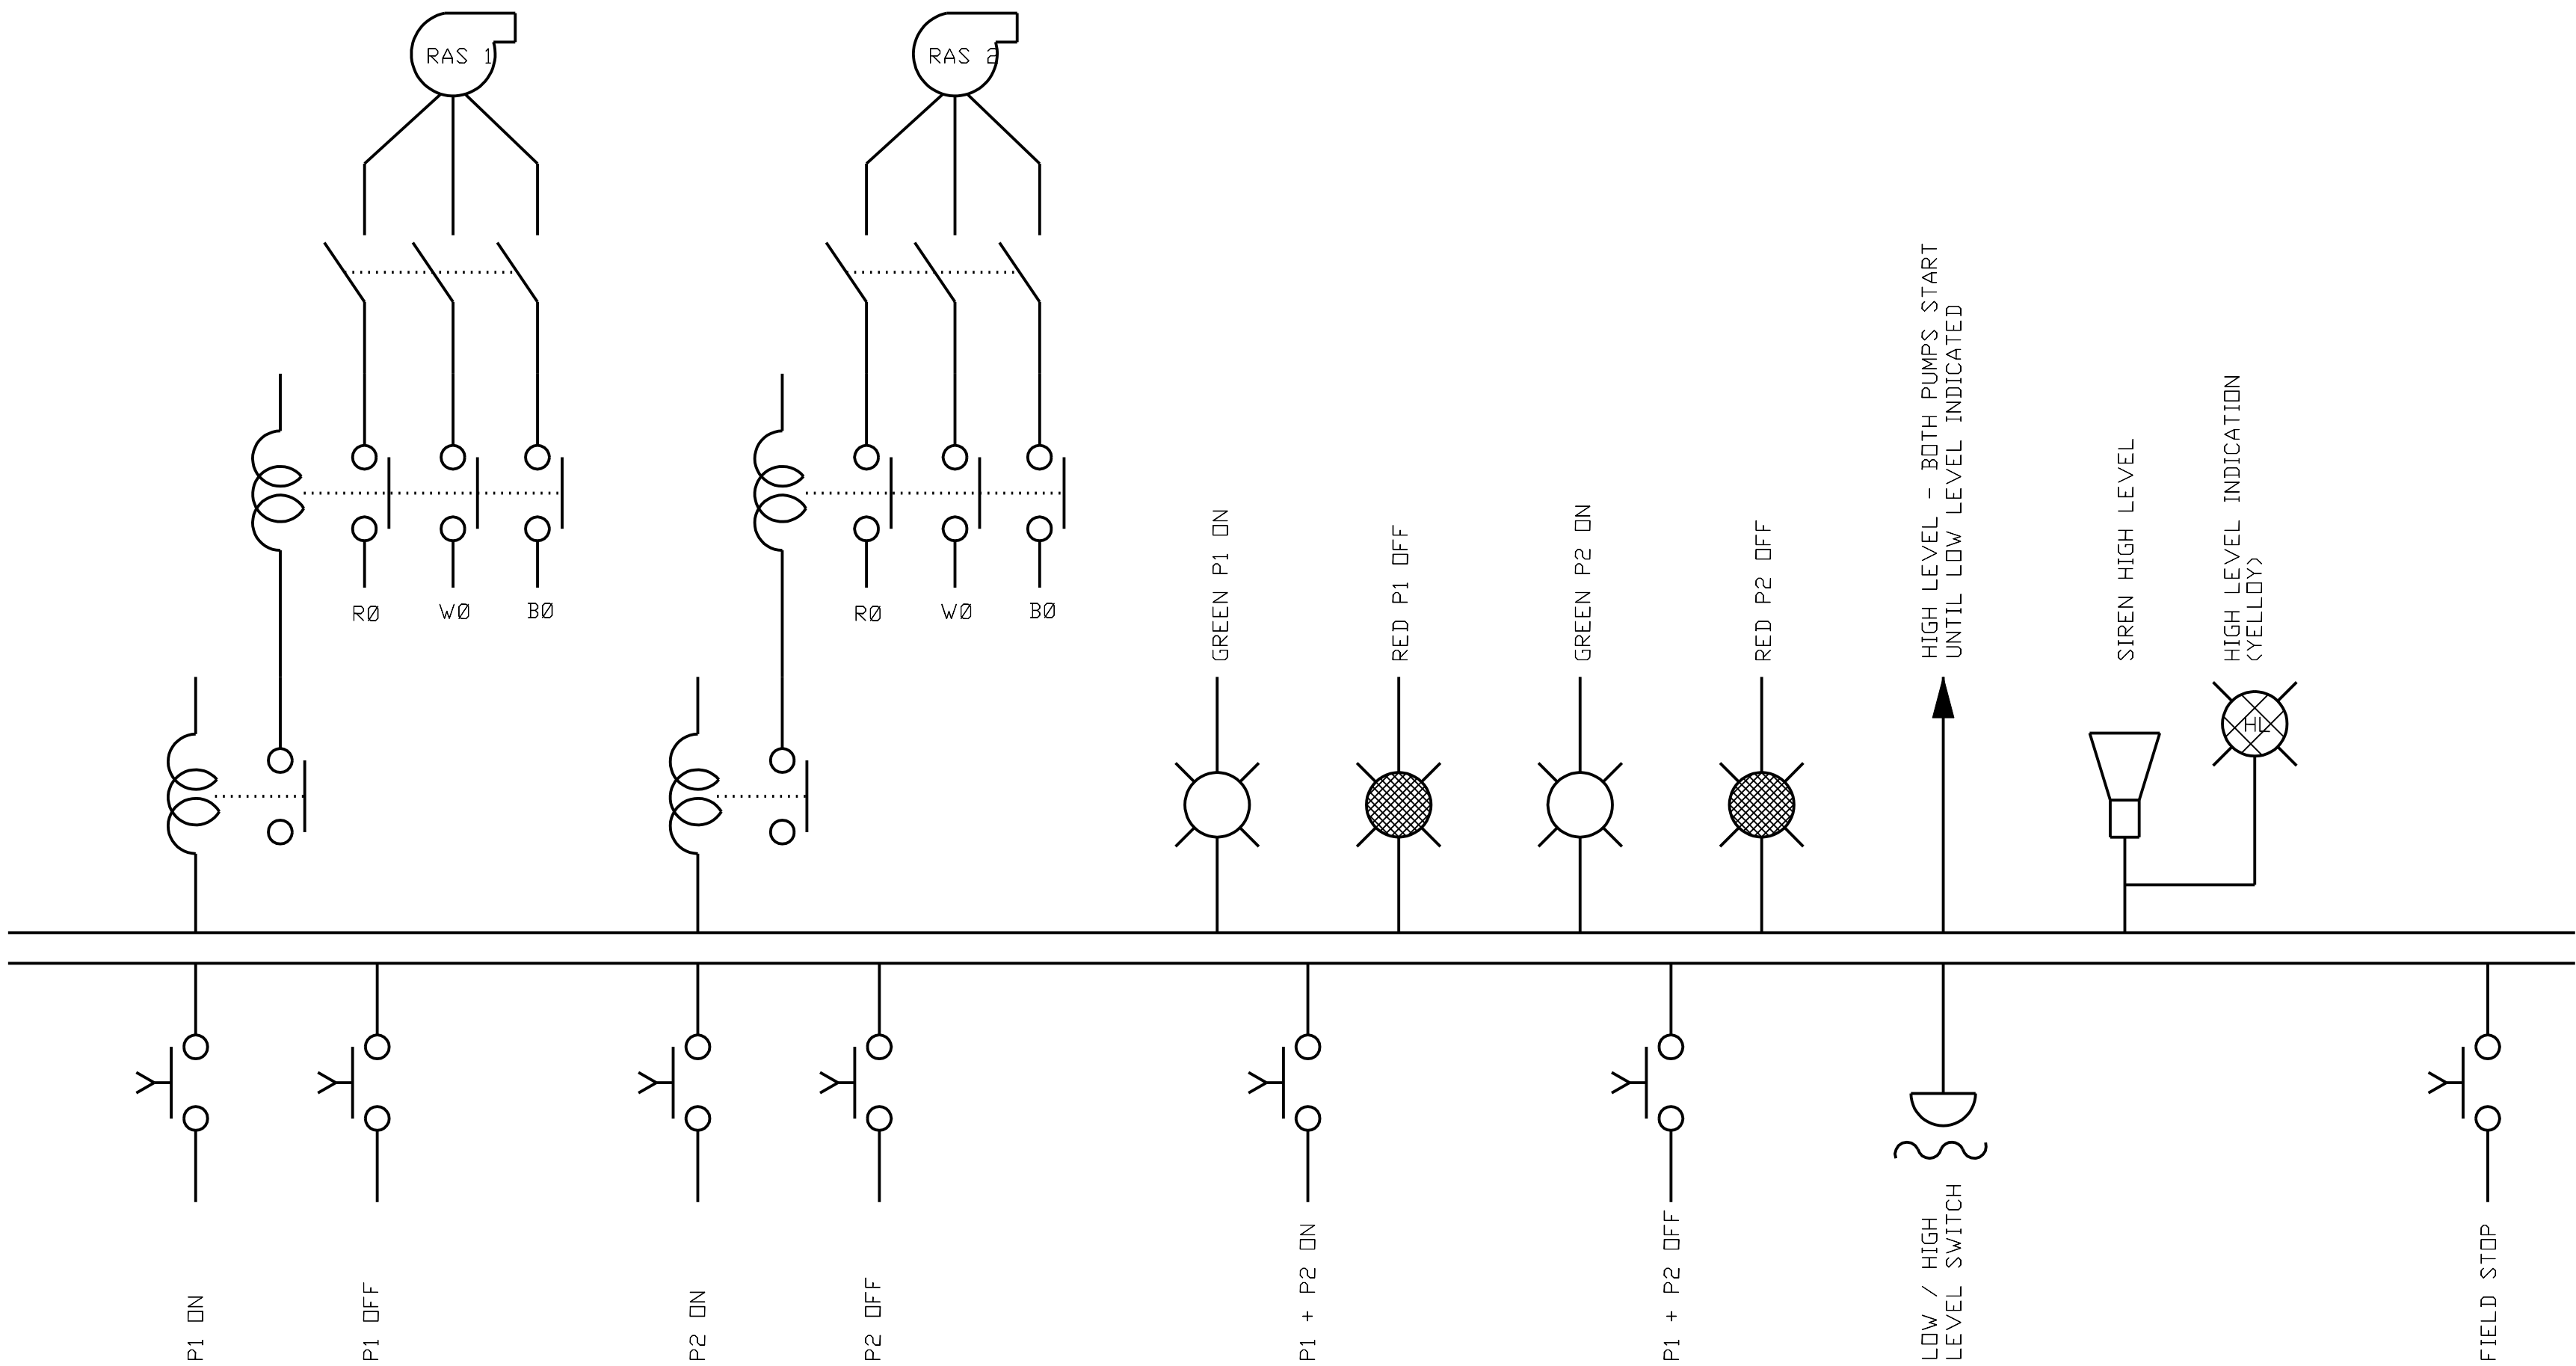 RAS 1
RAS 2
RØ
WØ
BØ
RØ
WØ
BØ
GREEN P1 ON
RED P1 OFF
GREEN P2 ON
RED P2 OFF
HIGH LEVEL - BOTH PUMPS START
UNTIL LOW LEVEL INDICATED
SIREN HIGH LEVEL
HIGH LEVEL INDICATION
(YELLOY)
HL
P1 ON
P1 OFF
P2 ON
P2 OFF
P1 + P2 ON
P1 + P2 OFF
LOW / HIGH
LEVEL SWITCH
FIELD STOP